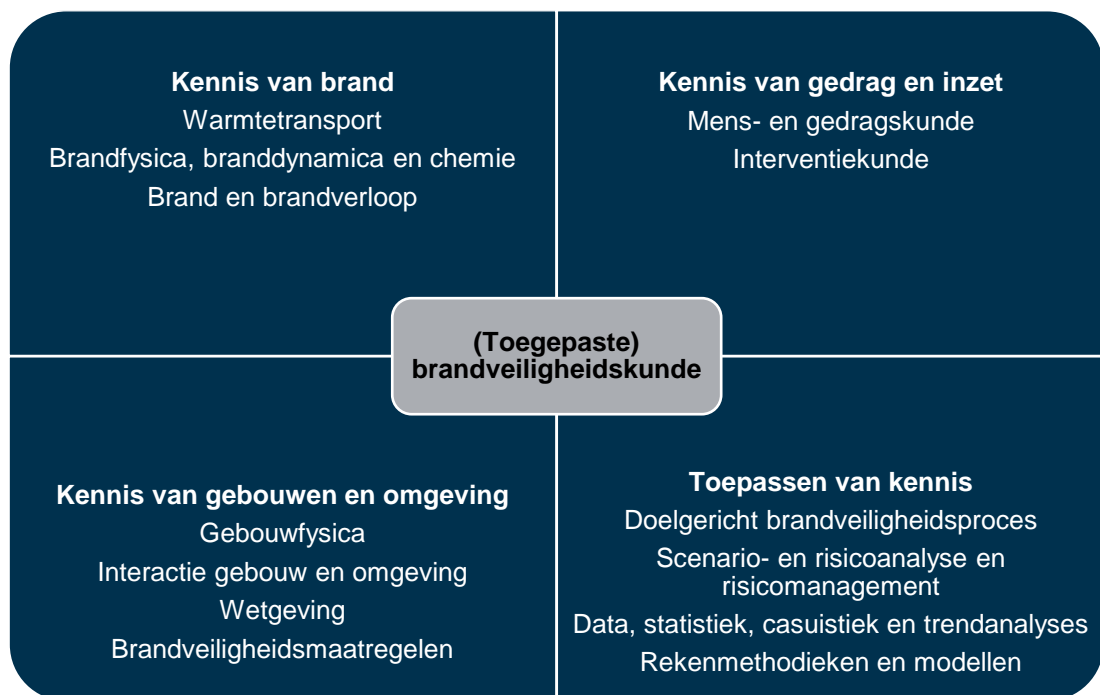 Kennis van brand
Warmtetransport
Brandfysica, branddynamica en chemie
Brand en brandverloop
Kennis van gedrag en inzet
Mens- en gedragskunde
Interventiekunde
(Toegepaste)
brandveiligheidskunde
Kennis van gebouwen en omgeving
Gebouwfysica
Interactie gebouw en omgeving
Wetgeving
Brandveiligheidsmaatregelen
Toepassen van kennis
Doelgericht brandveiligheidsproces
Scenario- en risicoanalyse en
risicomanagement
Data, statistiek, casuistiek en trendanalyses
Rekenmethodieken en modellen